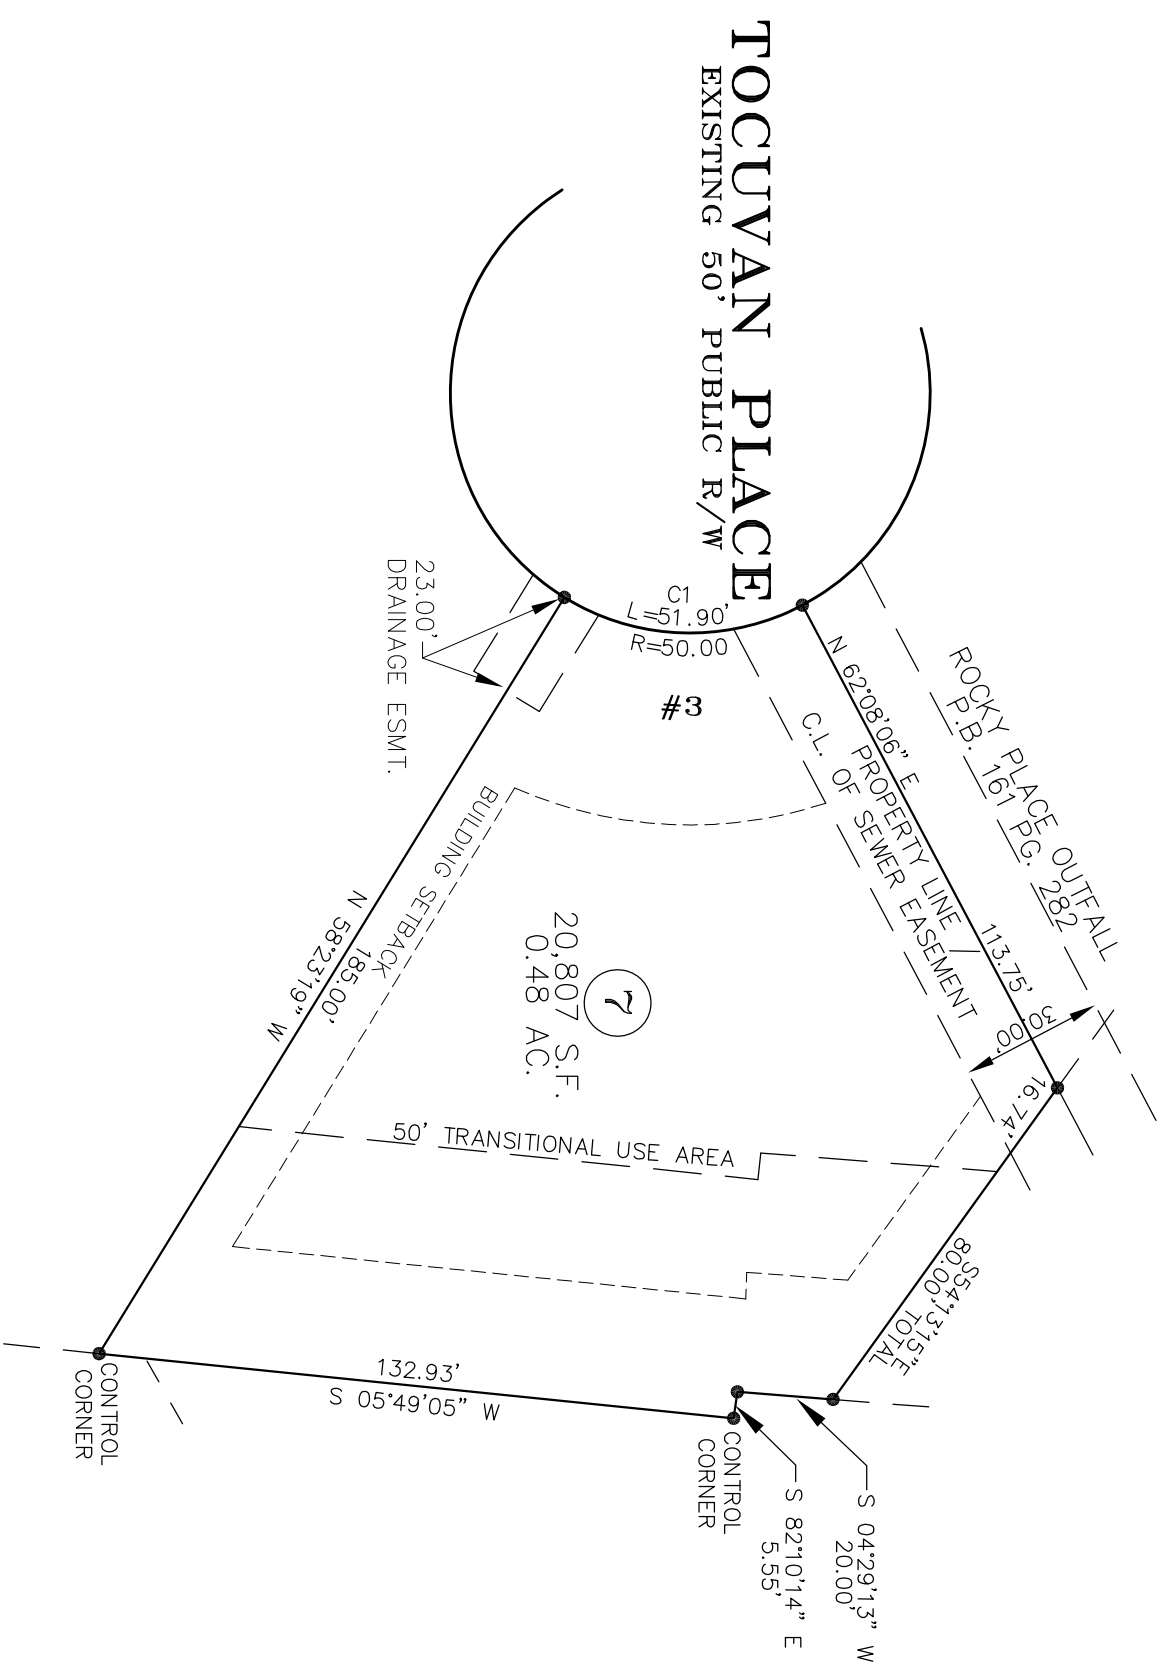 TOCUVAN PLACE
EXISTING 50' PUBLIC R/W
C1
L=51.90'
R=50.00
#3
23.00'
DRAINAGE ESMT.
ROCKY PLACE OUTFALL
P.B. 161 PG. 282
N 62°08'06" E
113.75'
PROPERTY LINE
C.L. OF SEWER EASEMENT
30.00'
16.74'
BUILDING SETBACK
N 58°23'19" W
185.00'
7
20,807 S.F.
0.48 AC.
50' TRANSITIONAL USE AREA
S54°13'15"E
80.00' TOTAL
132.93'
S 05°49'05" W
CONTROL
CORNER
CONTROL
CORNER
S 82°10'14" E
5.55'
S 04°29'13" W
20.00'